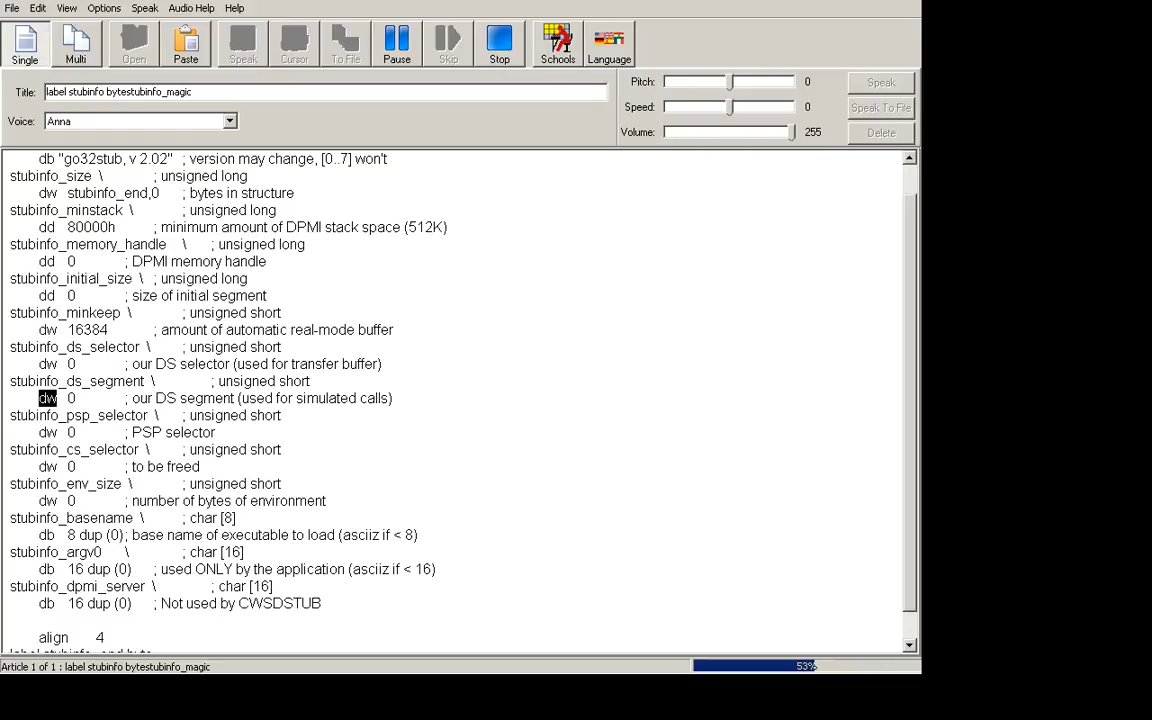 File Edit View Options Speak Audio Help Help
Single Multi Open Paste Speak Cursor To File Pause Skip Stop Schools Language
Title: label stubinfo bytestubinfo_magic
Voice: Anna
Pitch: 0 Speak
Speed: 0 Speak To File
Volume: 255 Delete
db "go32stub, v 2.02" ; version may change, [0..7] won't
stubinfo_size \ ; unsigned long
dw stubinfo_end,0 ; bytes in structure
stubinfo_minstack \ ; unsigned long
dd 80000h ; minimum amount of DPMI stack space (512K)
stubinfo_memory_handle \ ; unsigned long
dd 0 ; DPMI memory handle
stubinfo_initial_size \ ; unsigned long
dd 0 ; size of initial segment
stubinfo_minkeep \ ; unsigned short
dw 16384 ; amount of automatic real-mode buffer
stubinfo_ds_selector \ ; unsigned short
dw 0 ; our DS selector (used for transfer buffer)
stubinfo_ds_segment \ ; unsigned short
dw 0 ; our DS segment (used for simulated calls)
stubinfo_psp_selector \ ; unsigned short
dw 0 ; PSP selector
stubinfo_cs_selector \ ; unsigned short
dw 0 ; to be freed
stubinfo_env_size \ ; unsigned short
dw 0 ; number of bytes of environment
stubinfo_basename \ ; char [8]
db 8 dup (0) ; base name of executable to load (asciiz if < 8)
stubinfo_argv0 \ ; char [16]
db 16 dup (0) ; used ONLY by the application (asciiz if < 16)
stubinfo_dpmi_server \ ; char [16]
db 16 dup (0) ; Not used by CWSDSTUB
align 4
label stubinfo_end byte
Article 1 of 1 : label stubinfo bytestubinfo_magic 53%